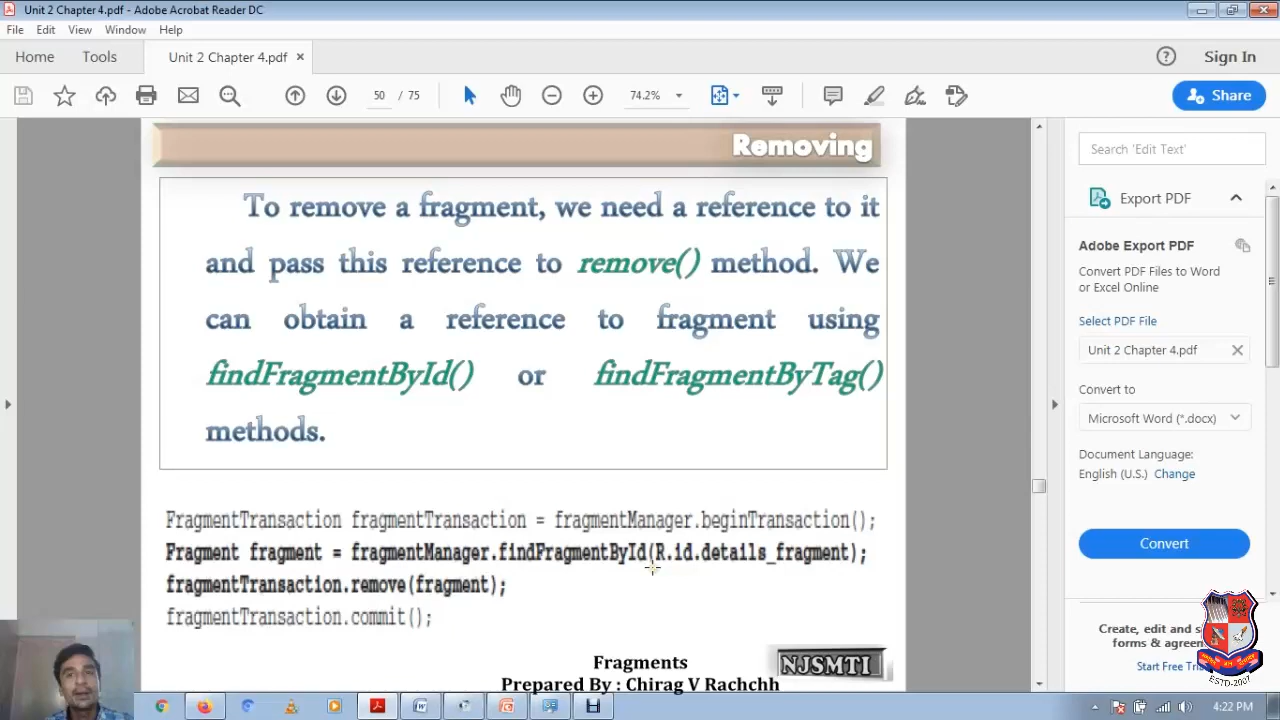 Unit 2 Chapter 4.pdf - Adobe Acrobat Reader DC
File Edit View Window Help
Home Tools Unit 2 Chapter 4.pdf Sign In
50 / 75 74.2% Share
Removing
To remove a fragment, we need a reference to it
and pass this reference to remove() method. We
can obtain a reference to fragment using
findFragmentById() or findFragmentByTag()
methods.
FragmentTransaction fragmentTransaction = fragmentManager.beginTransaction();
Fragment fragment = fragmentManager.findFragmentById(R.id.details_fragment);
fragmentTransaction.remove(fragment);
fragmentTransaction.commit();
Fragments
Prepared By : Chirag V Rachchh
NJSMTI
Search 'Edit Text'
Export PDF
Adobe Export PDF
Convert PDF Files to Word
or Excel Online
Select PDF File
Unit 2 Chapter 4.pdf
Convert to
Microsoft Word (*.docx)
Document Language:
English (U.S.) Change
Convert
Create, edit and s
forms & agree
Start Free Tria
ESTD.2007
4:22 PM